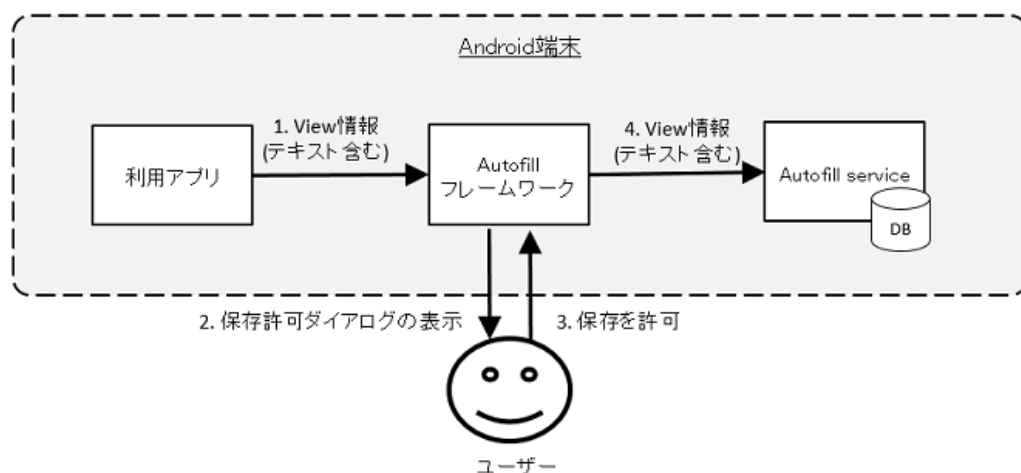 Android端末
1. View情報
(テキスト含む)
4. View情報
(テキスト含む)
利用アプリ
Autofill
フレームワーク
Autofill service
DB
2. 保存許可ダイアログの表示
3. 保存を許可
ユーザー